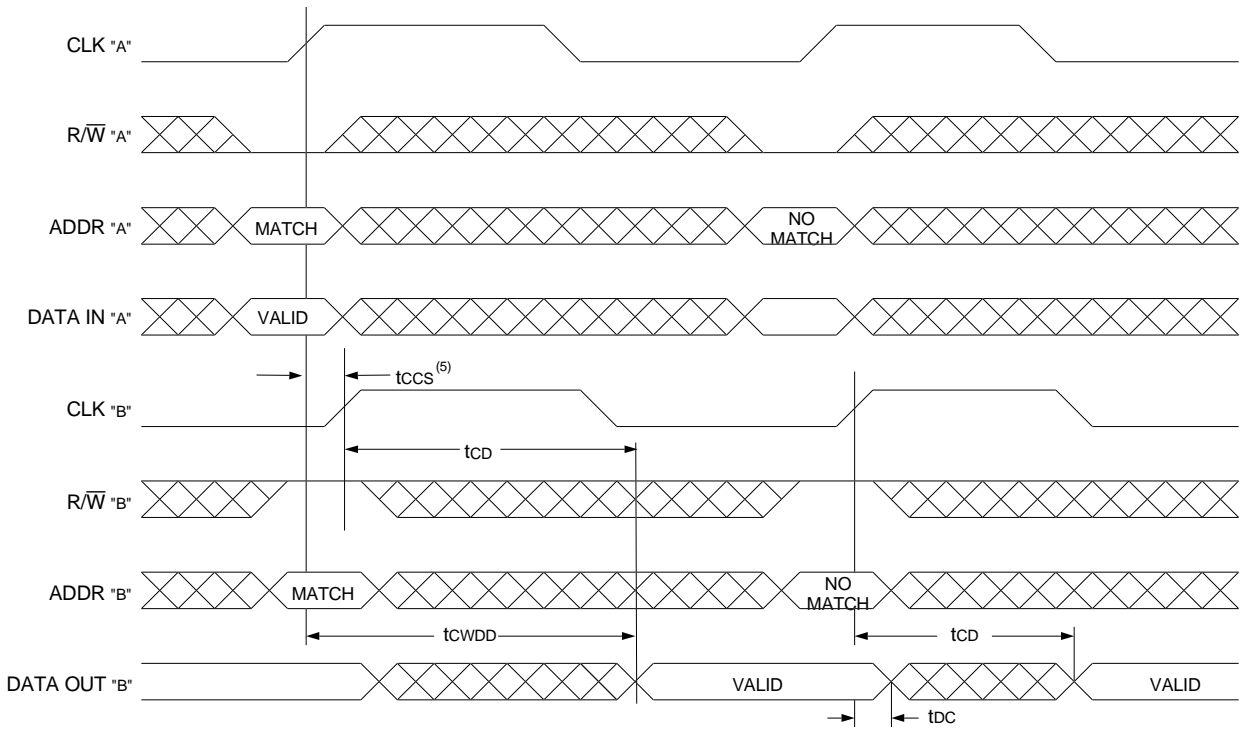 CLK "A"
R/W̅ "A"
ADDR "A" MATCH NO MATCH
DATA IN "A" VALID
tCCS (5)
CLK "B"
tCD
R/W̅ "B"
ADDR "B" MATCH NO MATCH
tCWDD tCD
DATA OUT "B" VALID VALID
tDC